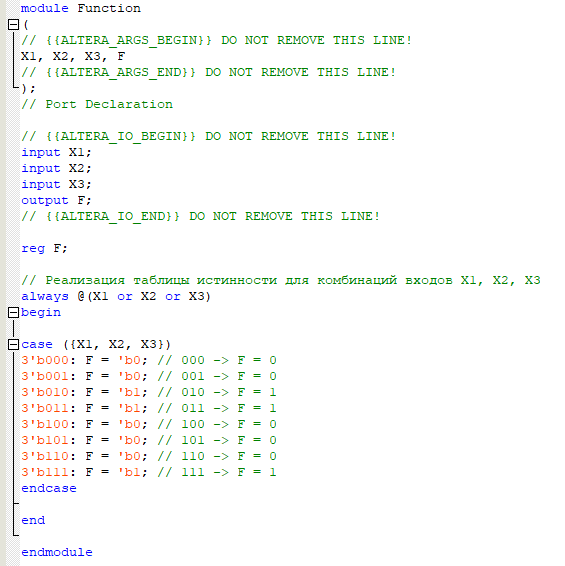 module Function
(
// {{ALTERA_ARGS_BEGIN}} DO NOT REMOVE THIS LINE!
X1, X2, X3, F
// {{ALTERA_ARGS_END}} DO NOT REMOVE THIS LINE!
);
// Port Declaration
// {{ALTERA_IO_BEGIN}} DO NOT REMOVE THIS LINE!
input X1;
input X2;
input X3;
output F;
// {{ALTERA_IO_END}} DO NOT REMOVE THIS LINE!
reg F;
// Реализация таблицы истинности для комбинаций входов X1, X2, X3
always @(X1 or X2 or X3)
begin
case ({X1, X2, X3})
3'b000: F = 'b0; // 000 -> F = 0
3'b001: F = 'b0; // 001 -> F = 0
3'b010: F = 'b1; // 010 -> F = 1
3'b011: F = 'b1; // 011 -> F = 1
3'b100: F = 'b0; // 100 -> F = 0
3'b101: F = 'b0; // 101 -> F = 0
3'b110: F = 'b0; // 110 -> F = 0
3'b111: F = 'b1; // 111 -> F = 1
endcase
end
endmodule